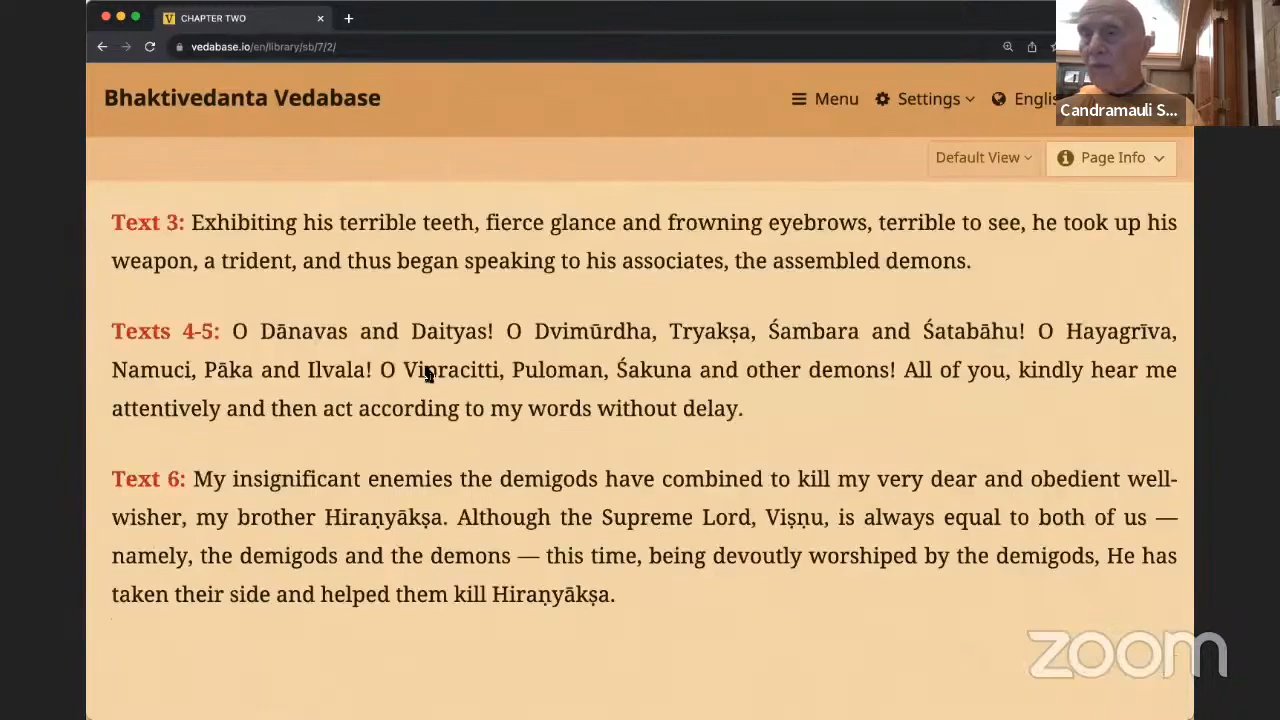 CHAPTER TWO
vedabase.io/en/library/sb/7/2/
Bhaktivedanta Vedabase
Menu
Settings
Candramauli S...
Default View
Page Info
Text 3: Exhibiting his terrible teeth, fierce glance and frowning eyebrows, terrible to see, he took up his
weapon, a trident, and thus began speaking to his associates, the assembled demons.
Texts 4-5: O Dānavas and Daityas! O Dvimūrdha, Tryakṣa, Śambara and Śatabāhu! O Hayagrīva,
Namuci, Pāka and Ilvala! O Vipracitti, Puloman, Śakuna and other demons! All of you, kindly hear me
attentively and then act according to my words without delay.
Text 6: My insignificant enemies the demigods have combined to kill my very dear and obedient well-
wisher, my brother Hiraṇyākṣa. Although the Supreme Lord, Viṣṇu, is always equal to both of us —
namely, the demigods and the demons — this time, being devoutly worshiped by the demigods, He has
taken their side and helped them kill Hiraṇyākṣa.
zoom